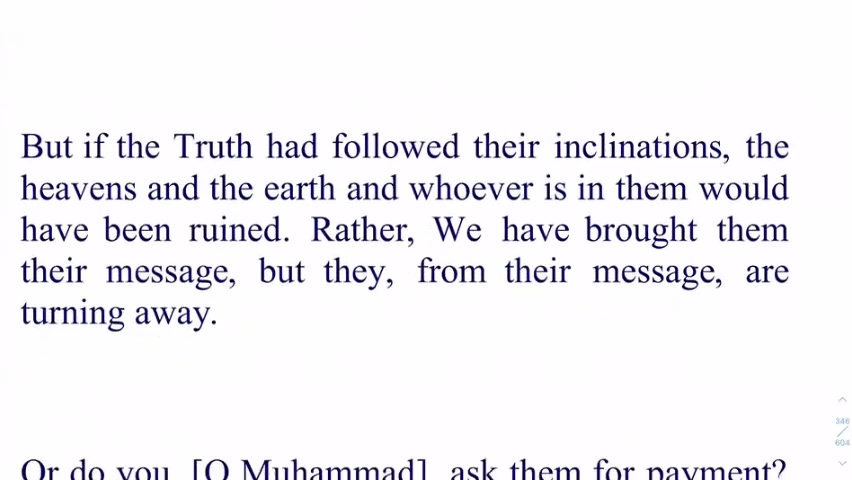 But if the Truth had followed their inclinations, the
heavens and the earth and whoever is in them would
have been ruined. Rather, We have brought them
their message, but they, from their message, are
turning away.
346
/
604
Or do you, [O Muhammad], ask them for payment?